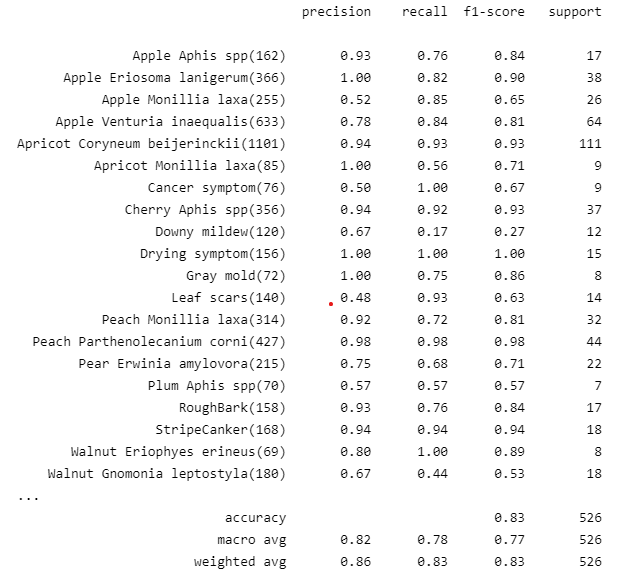 precision recall f1-score support
Apple Aphis spp(162) 0.93 0.76 0.84 17
Apple Eriosoma lanigerum(366) 1.00 0.82 0.90 38
Apple Monillia laxa(255) 0.52 0.85 0.65 26
Apple Venturia inaequalis(633) 0.78 0.84 0.81 64
Apricot Coryneum beijerinckii(1101) 0.94 0.93 0.93 111
Apricot Monillia laxa(85) 1.00 0.56 0.71 9
Cancer symptom(76) 0.50 1.00 0.67 9
Cherry Aphis spp(356) 0.94 0.92 0.93 37
Downy mildew(120) 0.67 0.17 0.27 12
Drying symptom(156) 1.00 1.00 1.00 15
Gray mold(72) 1.00 0.75 0.86 8
Leaf scars(140) 0.48 0.93 0.63 14
Peach Monillia laxa(314) 0.92 0.72 0.81 32
Peach Parthenolecanium corni(427) 0.98 0.98 0.98 44
Pear Erwinia amylovora(215) 0.75 0.68 0.71 22
Plum Aphis spp(70) 0.57 0.57 0.57 7
RoughBark(158) 0.93 0.76 0.84 17
StripeCanker(168) 0.94 0.94 0.94 18
Walnut Eriophyes erineus(69) 0.80 1.00 0.89 8
Walnut Gnomonia leptostyla(180) 0.67 0.44 0.53 18
...
accuracy 0.83 526
macro avg 0.82 0.78 0.77 526
weighted avg 0.86 0.83 0.83 526